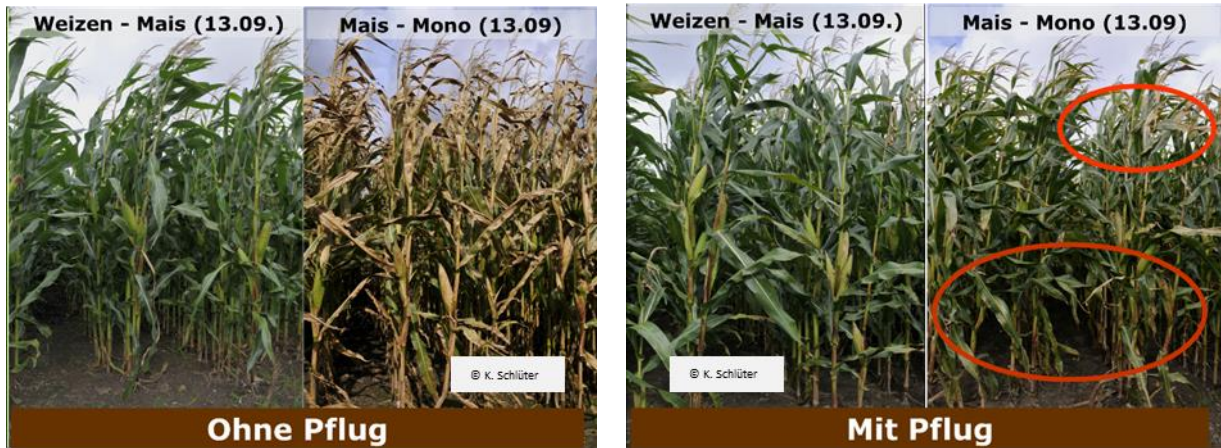 Weizen - Mais (13.09.)
Mais - Mono (13.09)
© K. Schlüter
Ohne Pflug
Weizen - Mais (13.09.)
Mais - Mono (13.09)
© K. Schlüter
Mit Pflug